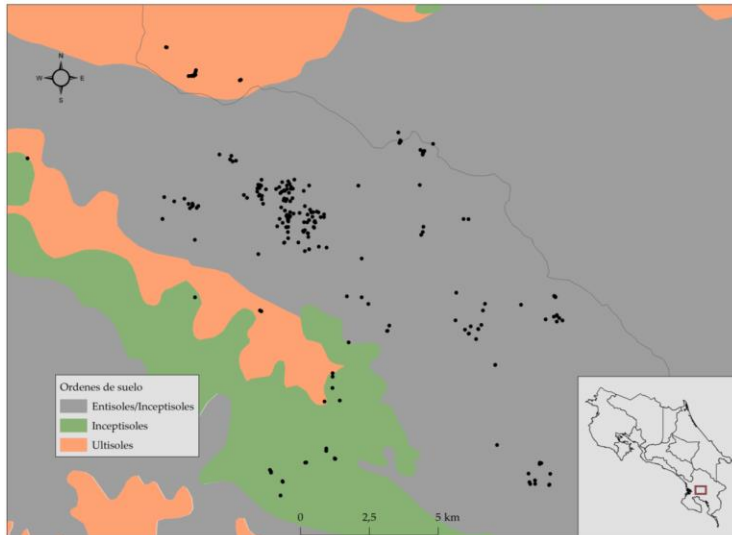 N
W E
S
Ordenes de suelo
Entisoles/Inceptisoles
Inceptisoles
Ultisoles
0 2,5 5 km